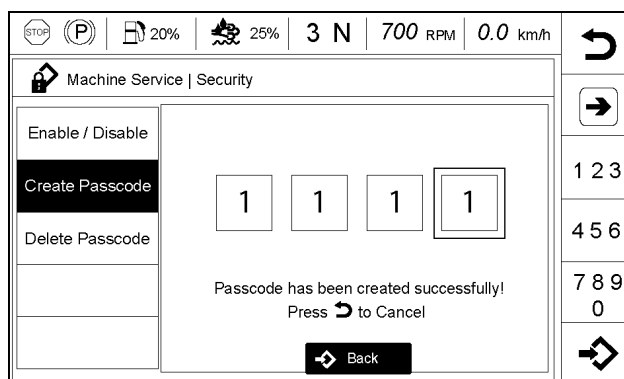 STOP P 20% 25% 3 N 700 RPM 0.0 km/h
Machine Service | Security
Enable / Disable
Create Passcode
Delete Passcode
1 1 1 1
Passcode has been created successfully!
Press to Cancel
Back
1 2 3
4 5 6
7 8 9
0